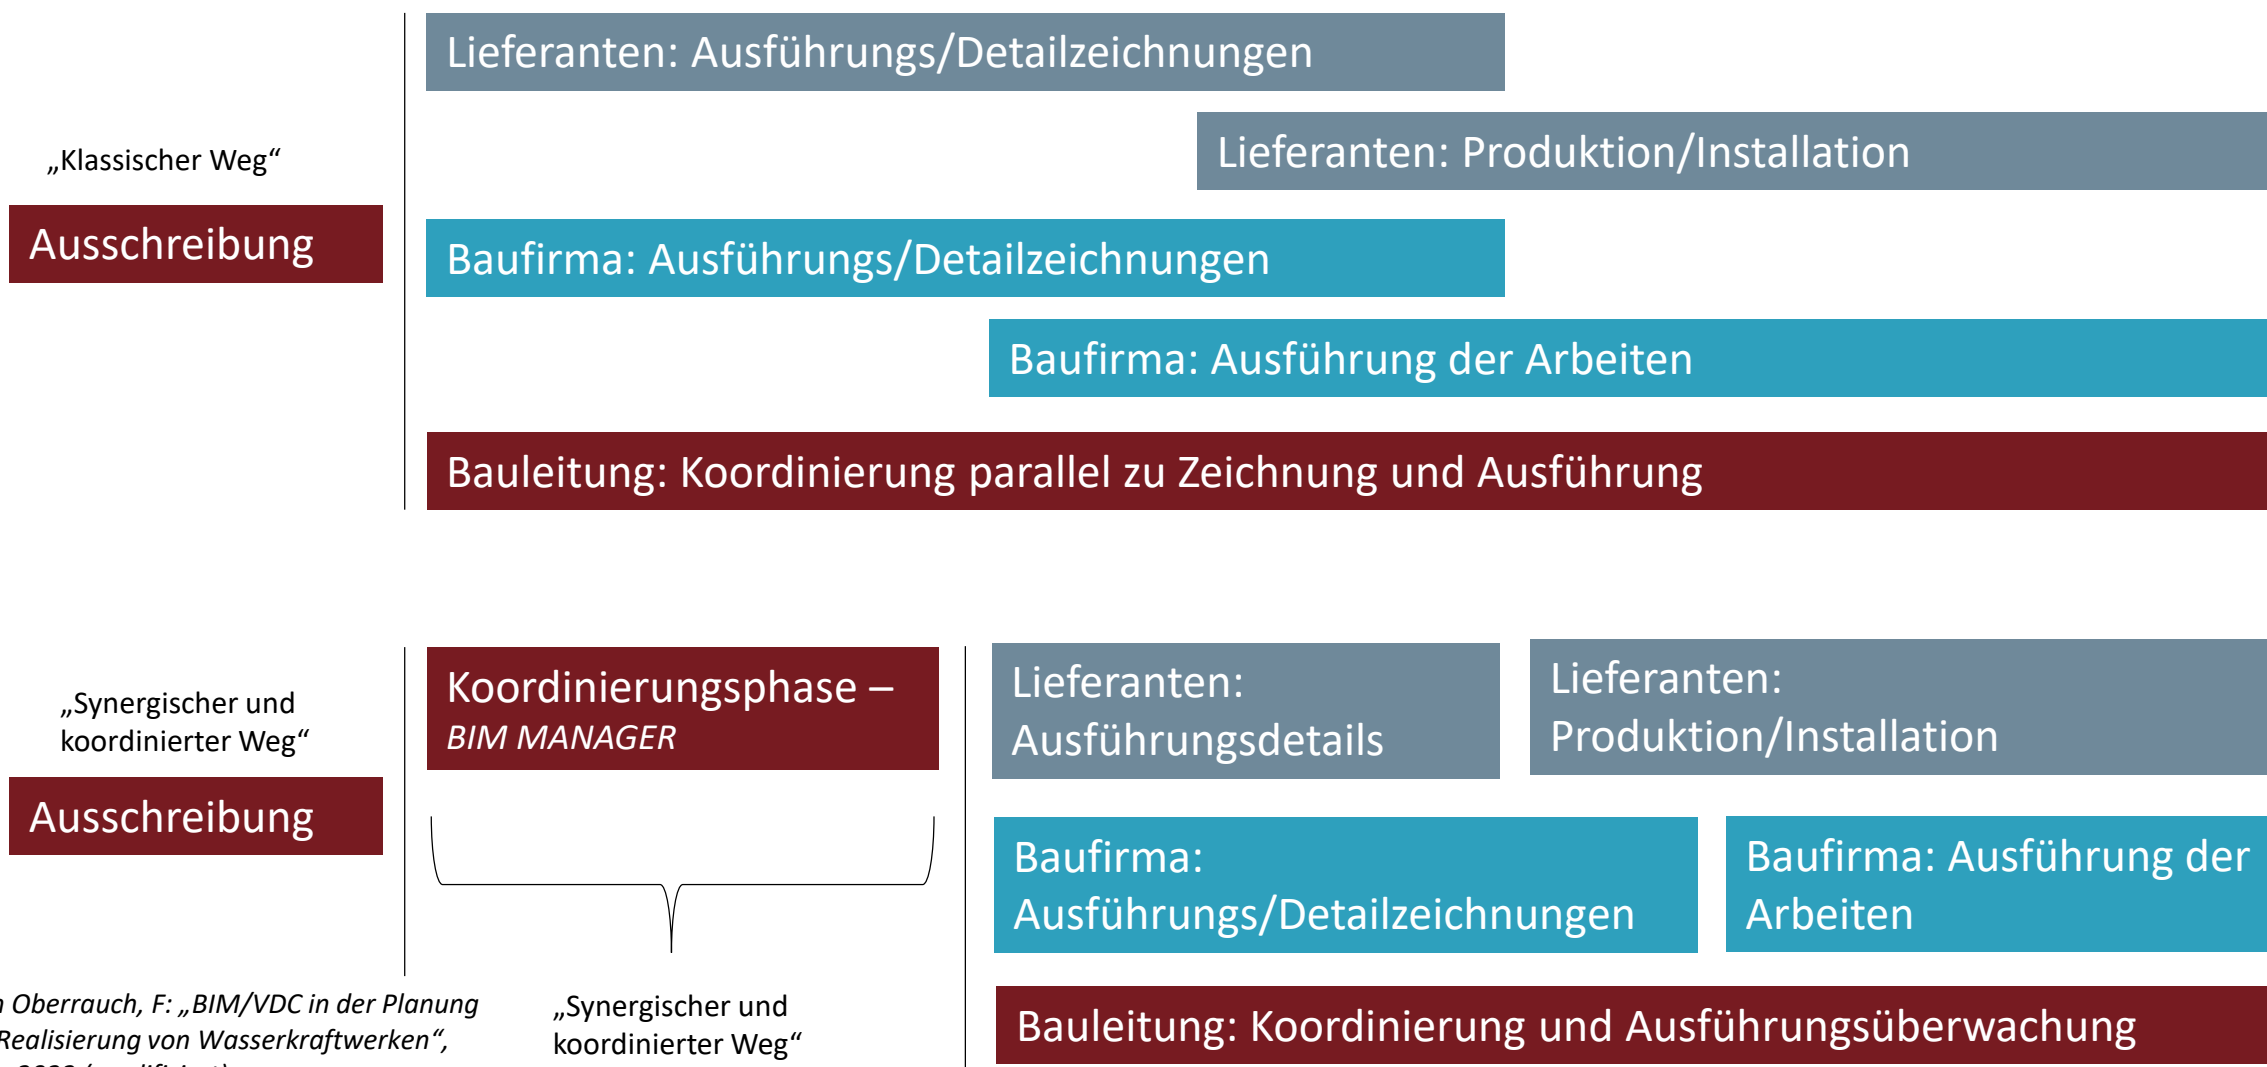 Lieferanten: Ausführungs/Detailzeichnungen
Lieferanten: Produktion/Installation
„Klassischer Weg“
Ausschreibung
Baufirma: Ausführungs/Detailzeichnungen
Baufirma: Ausführung der Arbeiten
Bauleitung: Koordinierung parallel zu Zeichnung und Ausführung
„Synergischer und
koordinierter Weg“
Ausschreibung
Koordinierungsphase –
BIM MANAGER
Lieferanten:
Ausführungsdetails
Lieferanten:
Produktion/Installation
Baufirma:
Ausführungs/Detailzeichnungen
Baufirma: Ausführung der
Arbeiten
Oberrauch, F: „BIM/VDC in der Planung
Realisierung von Wasserkraftwerken“,
„Synergischer und
koordinierter Weg“
Bauleitung: Koordinierung und Ausführungsüberwachung